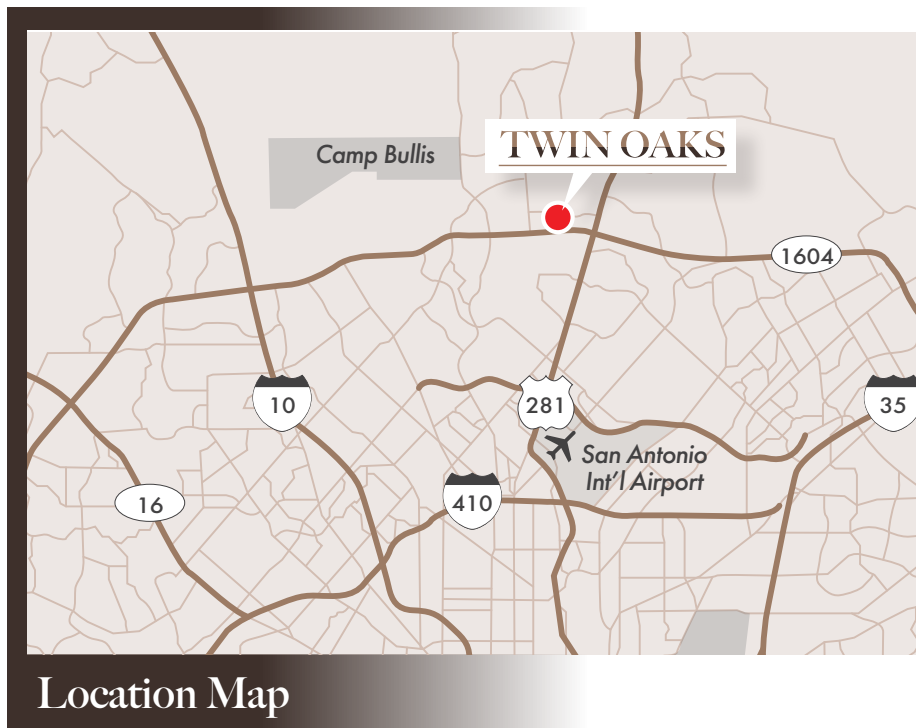 Camp Bullis
TWIN OAKS
1604
10
281
35
San Antonio
Int'l Airport
16
410
Location Map